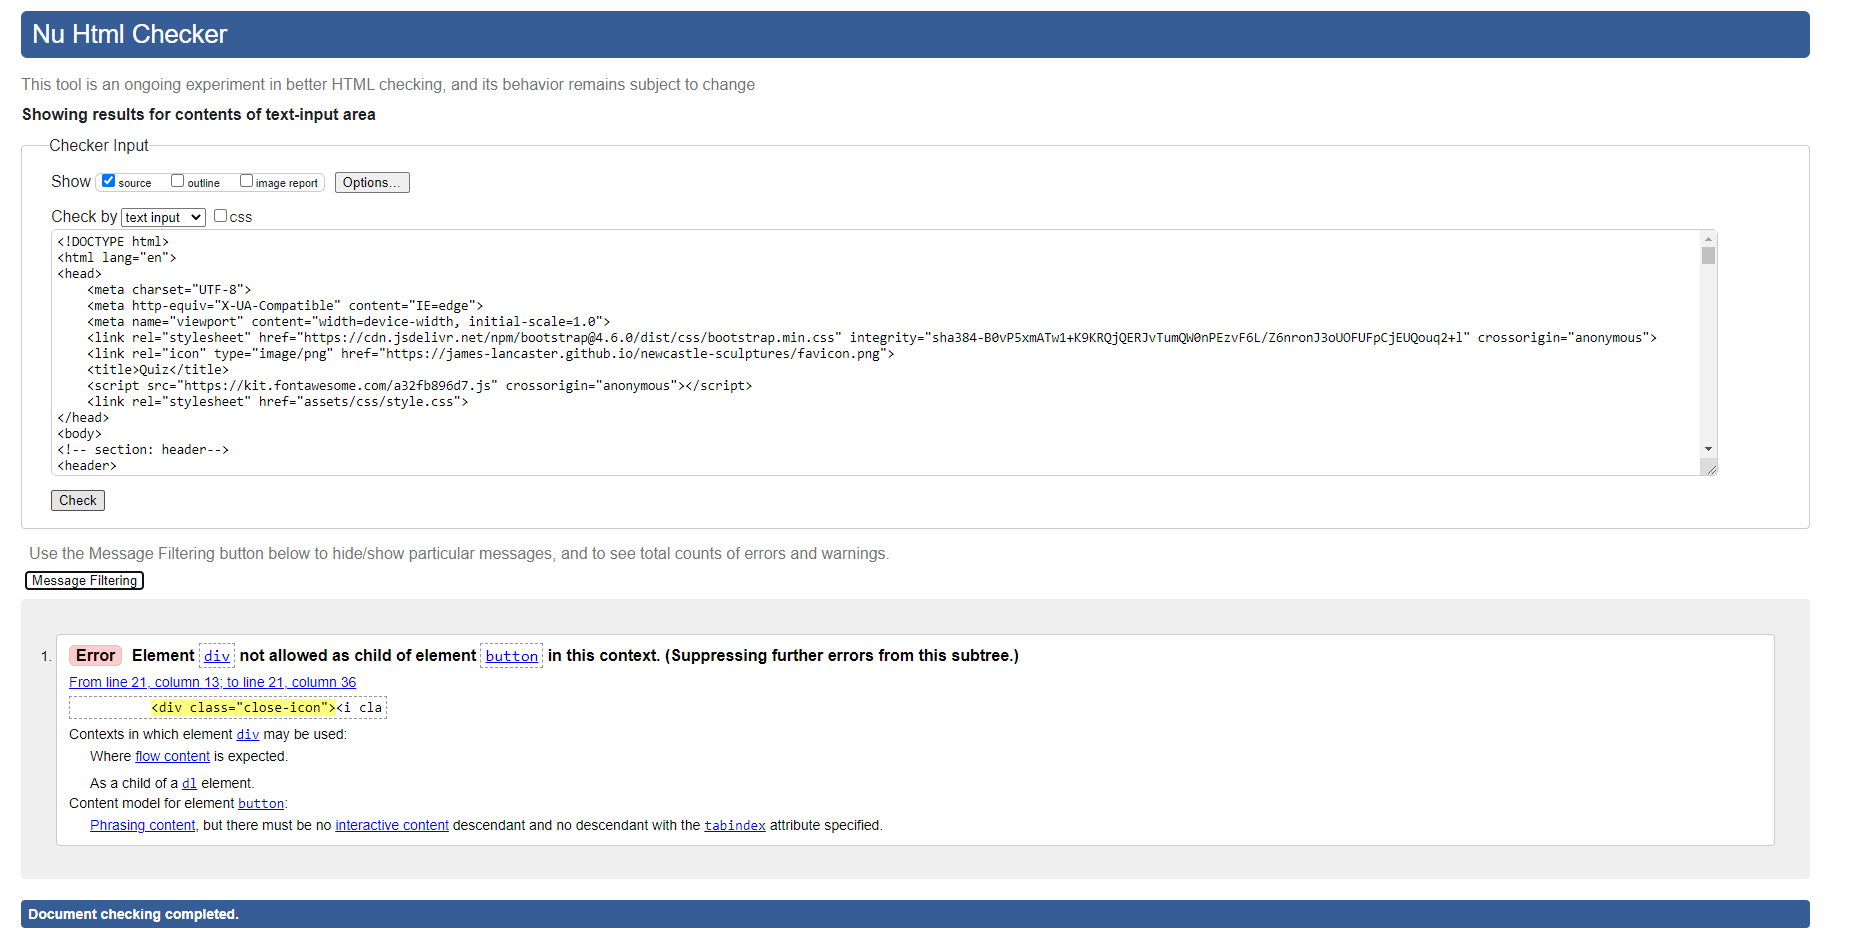 Nu Html Checker
This tool is an ongoing experiment in better HTML checking, and its behavior remains subject to change
Showing results for contents of text-input area
Checker Input
Show source outline image report Options...
Check by text input css
<!DOCTYPE html>
<html lang="en">
<head>
<meta charset="UTF-8">
<meta http-equiv="X-UA-Compatible" content="IE=edge">
<meta name="viewport" content="width=device-width, initial-scale=1.0">
<link rel="stylesheet" href="https://cdn.jsdelivr.net/npm/bootstrap@4.6.0/dist/css/bootstrap.min.css" integrity="sha384-B0vP5xmATw1+K9KRQjQERJvTumQW0nPEzvF6L/Z6nronJ3oUOFUFpCjEUQouq2+l" crossorigin="anonymous">
<link rel="icon" type="image/png" href="https://james-lancaster.github.io/newcastle-sculptures/favicon.png">
<title>Quiz</title>
<script src="https://kit.fontawesome.com/a32fb896d7.js" crossorigin="anonymous"></script>
<link rel="stylesheet" href="assets/css/style.css">
</head>
<body>
<!-- section: header-->
<header>
Check
Use the Message Filtering button below to hide/show particular messages, and to see total counts of errors and warnings.
Message Filtering
1. Error Element div not allowed as child of element button in this context. (Suppressing further errors from this subtree.)
From line 21, column 13; to line 21, column 36
<div class="close-icon"><i cla
Contexts in which element div may be used:
Where flow content is expected.
As a child of a dl element.
Content model for element button:
Phrasing content, but there must be no interactive content descendant and no descendant with the tabindex attribute specified.
Document checking completed.